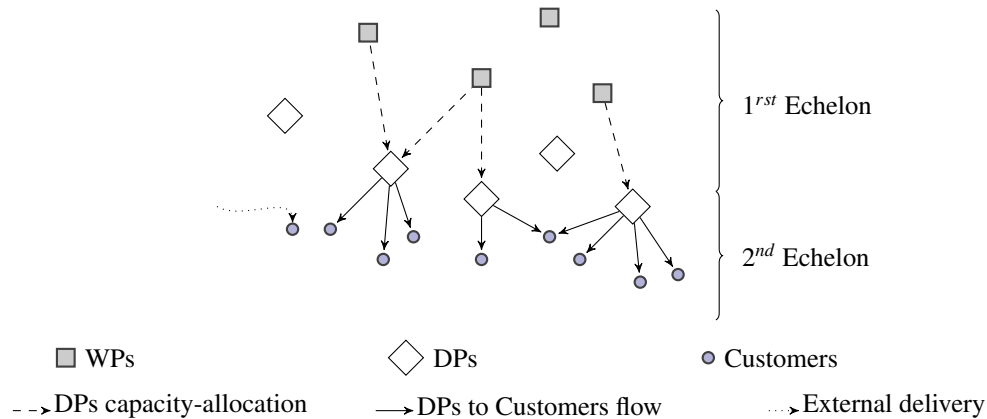 1rst Echelon
2nd Echelon
WPs DPs Customers
DPs capacity-allocation DPs to Customers flow External delivery